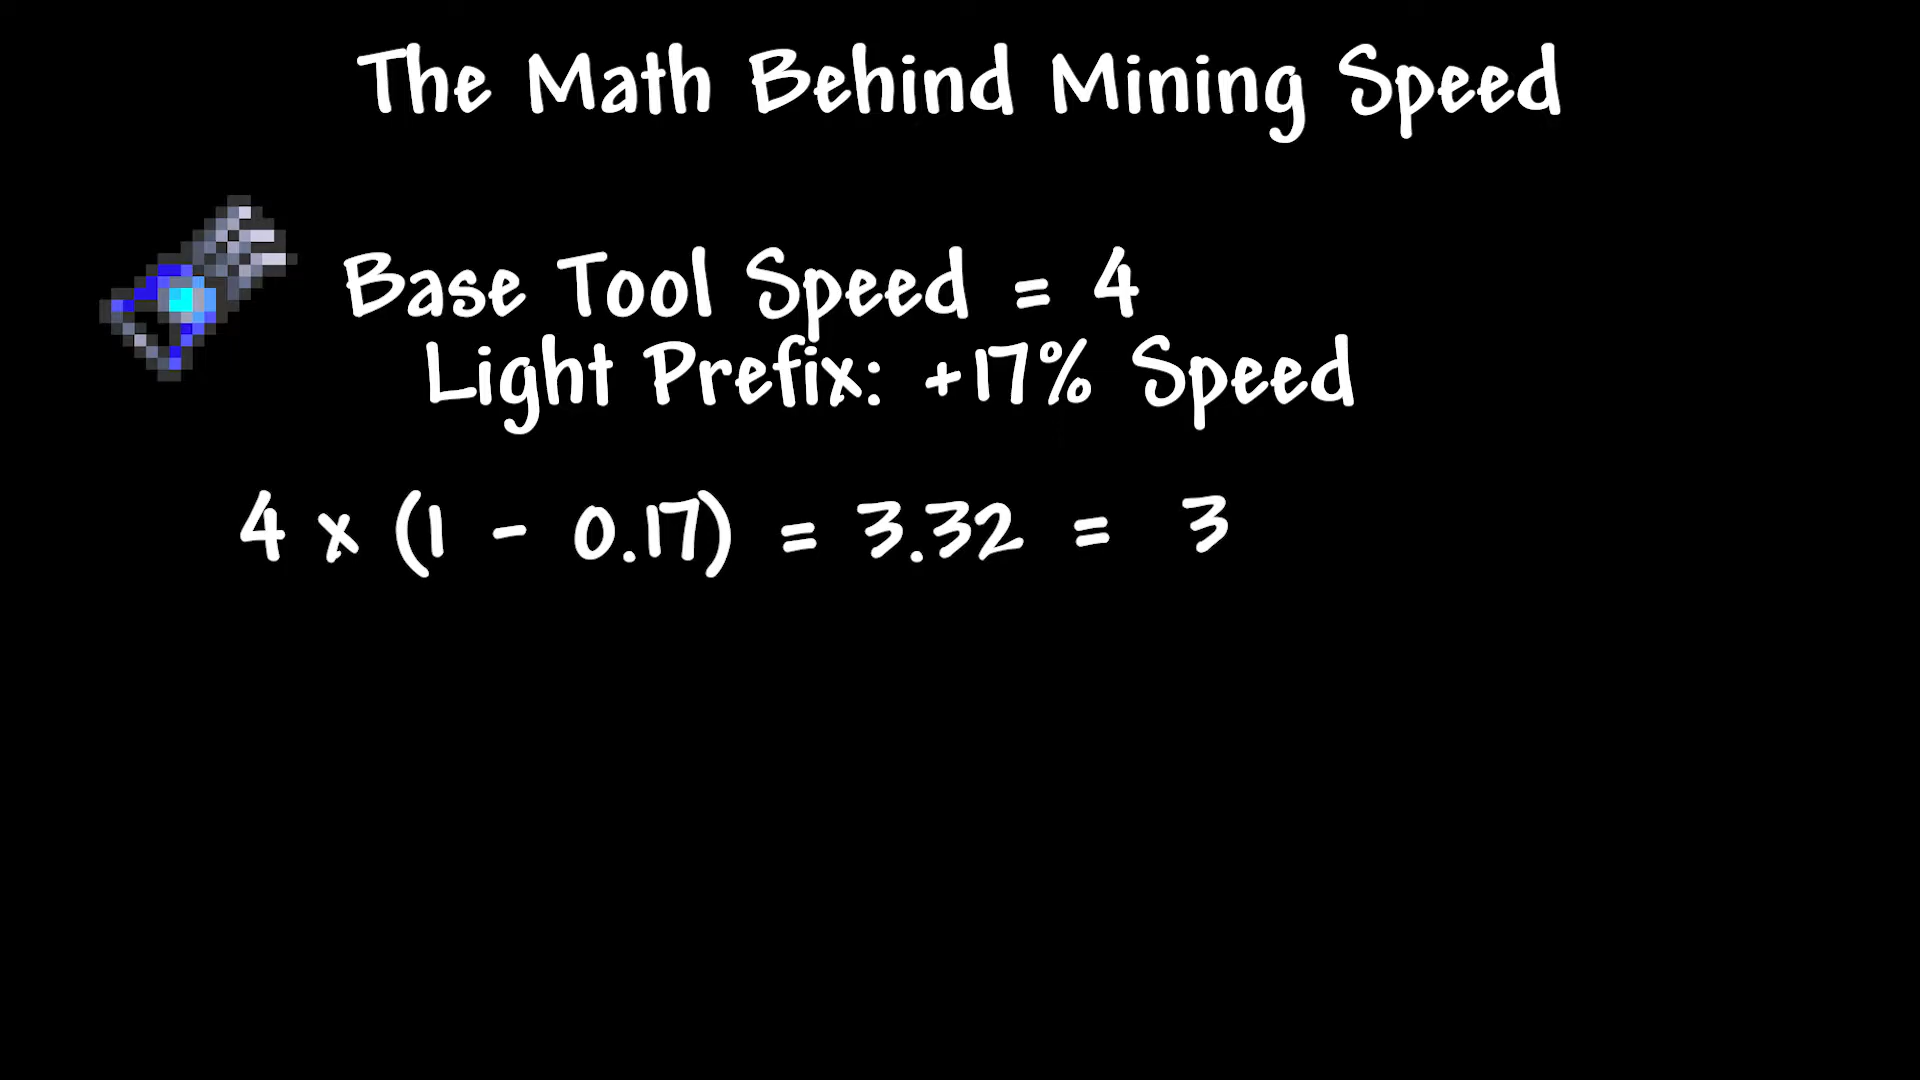 The Math Behind Mining Speed
Base Tool Speed = 4
Light Prefix: +17% Speed
4 x (1 - 0.17) = 3.32 = 3